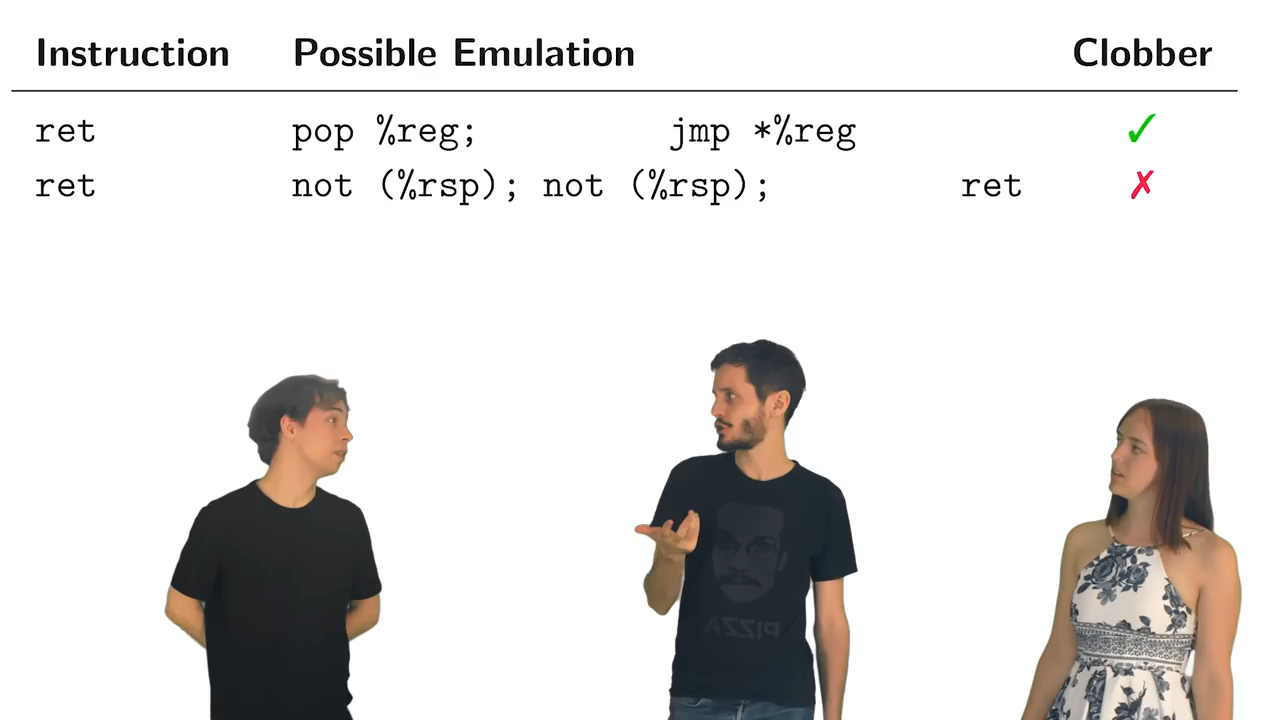 Instruction Possible Emulation Clobber
ret pop %reg; jmp *%reg ✓
ret not (%rsp); not (%rsp); ret ✗
PIZZA